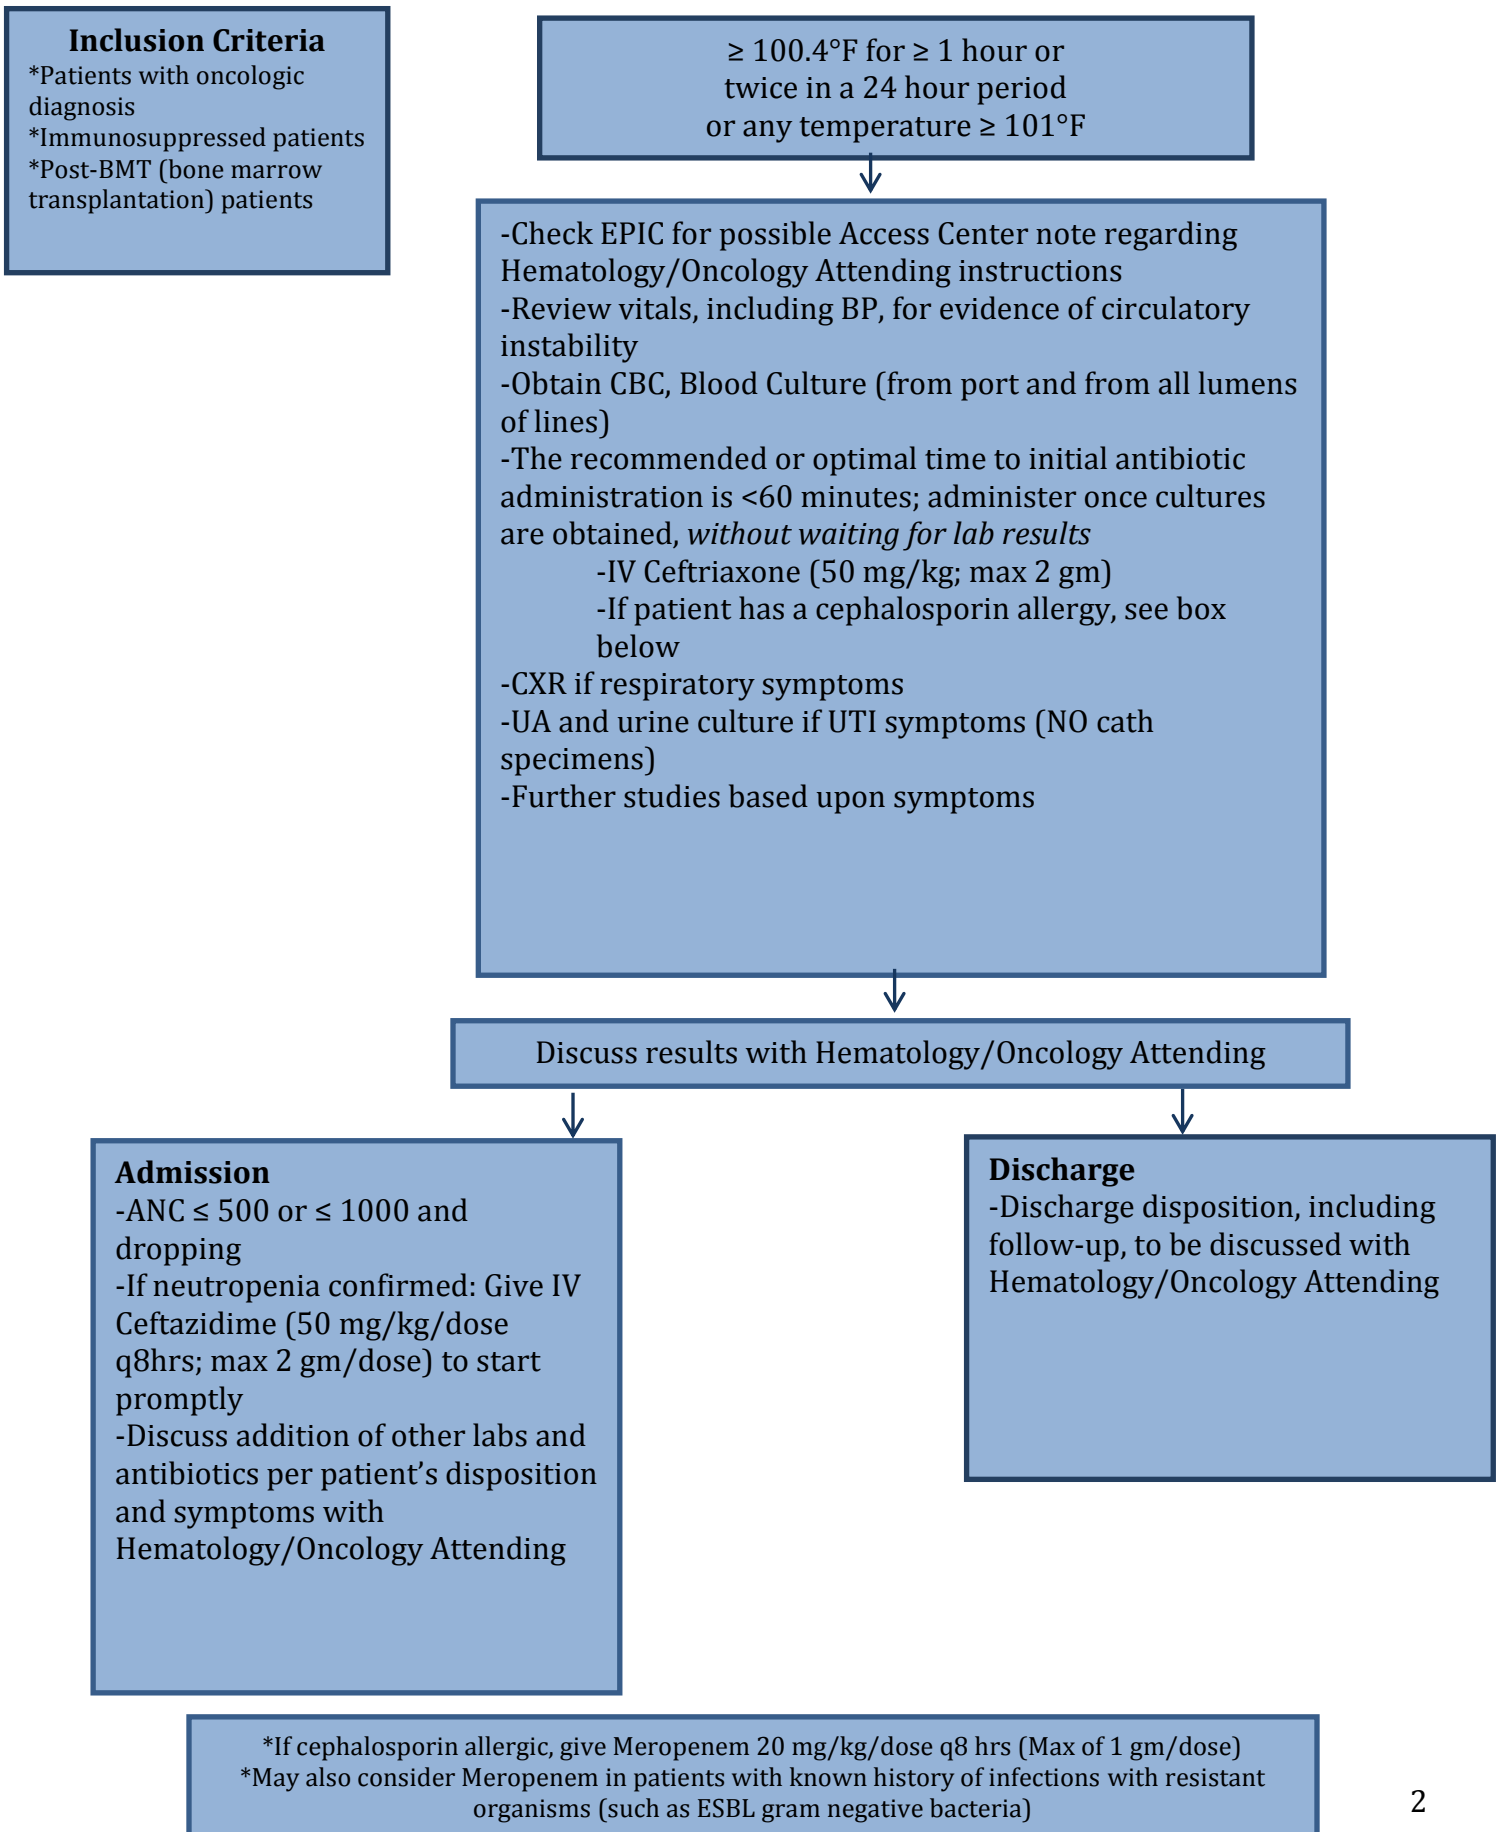 Inclusion Criteria
*Patients with oncologic
diagnosis
*Immunosuppressed patients
*Post-BMT (bone marrow
transplantation) patients
≥ 100.4°F for ≥ 1 hour or
twice in a 24 hour period
or any temperature ≥ 101°F
-Check EPIC for possible Access Center note regarding
Hematology/Oncology Attending instructions
-Review vitals, including BP, for evidence of circulatory
instability
-Obtain CBC, Blood Culture (from port and from all lumens
of lines)
-The recommended or optimal time to initial antibiotic
administration is <60 minutes; administer once cultures
are obtained, without waiting for lab results
-IV Ceftriaxone (50 mg/kg; max 2 gm)
-If patient has a cephalosporin allergy, see box
below
-CXR if respiratory symptoms
-UA and urine culture if UTI symptoms (NO cath
specimens)
-Further studies based upon symptoms
Discuss results with Hematology/Oncology Attending
Admission
-ANC ≤ 500 or ≤ 1000 and
dropping
-If neutropenia confirmed: Give IV
Ceftazidime (50 mg/kg/dose
q8hrs; max 2 gm/dose) to start
promptly
-Discuss addition of other labs and
antibiotics per patient’s disposition
and symptoms with
Hematology/Oncology Attending
Discharge
-Discharge disposition, including
follow-up, to be discussed with
Hematology/Oncology Attending
*If cephalosporin allergic, give Meropenem 20 mg/kg/dose q8 hrs (Max of 1 gm/dose)
*May also consider Meropenem in patients with known history of infections with resistant
organisms (such as ESBL gram negative bacteria)
2